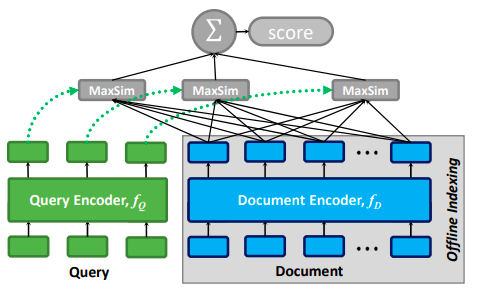 Σ
score
MaxSim
MaxSim
MaxSim
Query Encoder, f_Q
Document Encoder, f_D
Offline Indexing
Query
Document